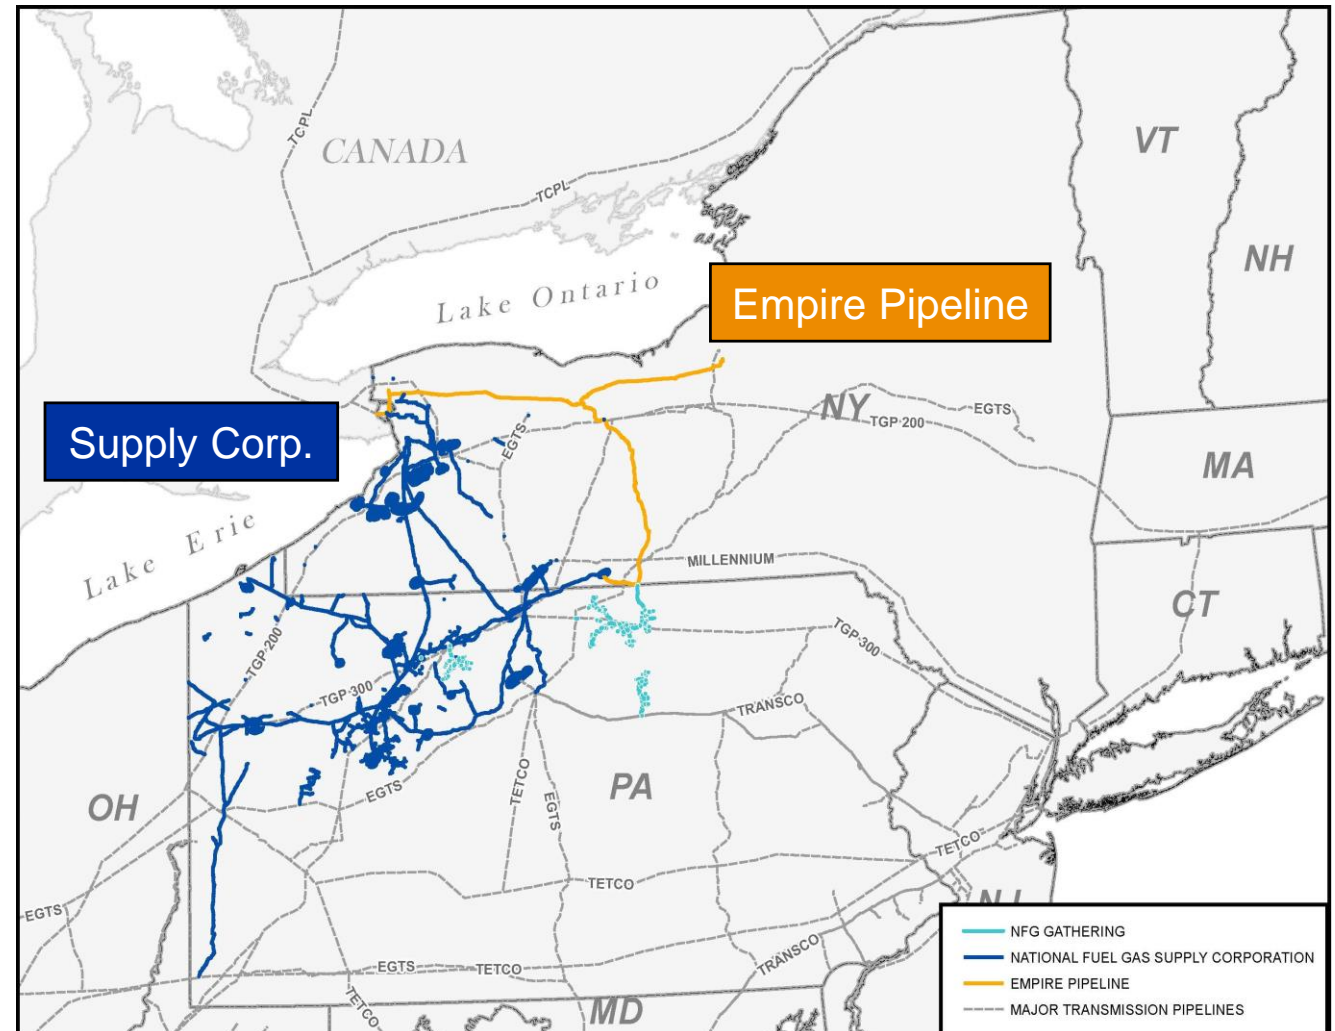 TCPL
CANADA
VT
TCPL
NH
Lake Ontario
Empire Pipeline
Supply Corp.
NY
EGTS
TGP 200
EGTS
MA
Lake Erie
MILLENNIUM
CT
TGP 200
TGP 300
TGP 300
TRANSCO
OH
EGTS
TETCO
EGTS
PA
TETCO
TETCO
EGTS
NJ
EGTS
TETCO
TRANSCO
TETCO
MD
NFG GATHERING
NATIONAL FUEL GAS SUPPLY CORPORATION
EMPIRE PIPELINE
MAJOR TRANSMISSION PIPELINES